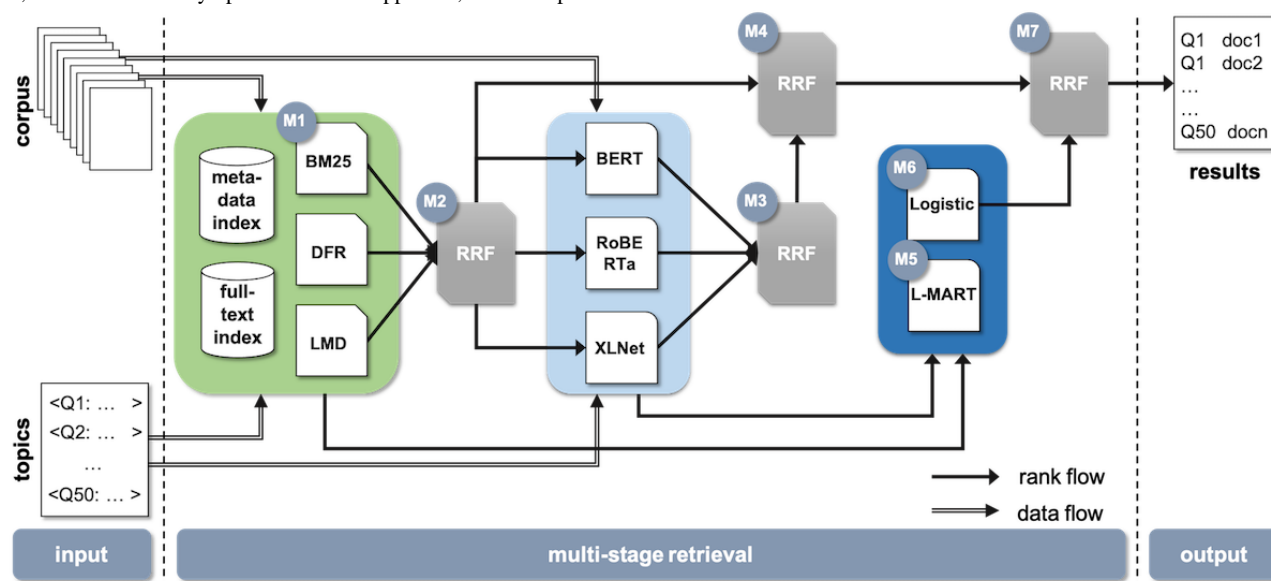 corpus
M1
BM25
meta-
data
index
DFR
full-
text
index
LMD
M2
RRF
BERT
RoBE
RTa
XLNet
M3
RRF
M4
RRF
M6
Logistic
M5
L-MART
M7
RRF
Q1 doc1
Q1 doc2
...
...
Q50 docn
results
topics
<Q1: ... >
<Q2: ... >
...
<Q50: ... >
rank flow
data flow
input
multi-stage retrieval
output